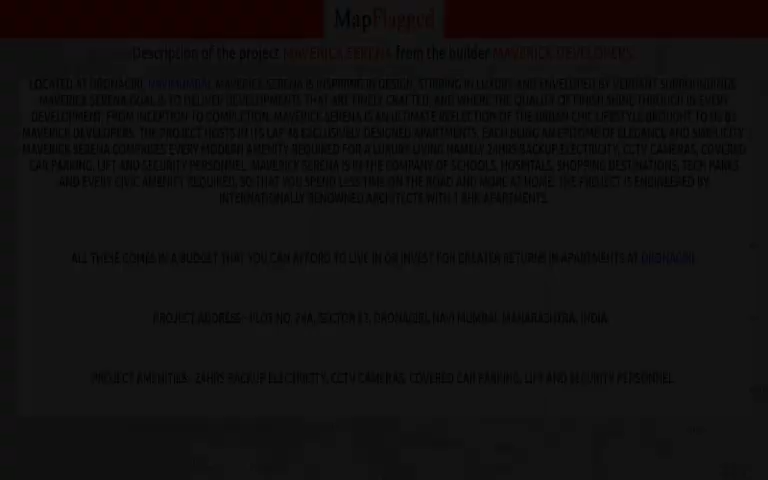 MapFlagged
Description of the project MAVERICK SERENA from the builder MAVERICK DEVELOPERS.
LOCATED AT DRONAGIRI, NAVI MUMBAI, MAVERICK SERENA IS INSPIRING IN DESIGN, STIRRING IN LUXURY AND ENVELOPED BY VERDANT SURROUNDINGS.
MAVERICK SERENA GOAL IS TO DELIVER DEVELOPMENTS THAT ARE FINELY CRAFTED, AND WHERE THE QUALITY OF FINISH SHINE THROUGH IN EVERY
DEVELOPMENT. FROM INCEPTION TO COMPLETION, MAVERICK SERENA IS AN ULTIMATE REFLECTION OF THE URBAN CHIC LIFESTYLE BROUGHT TO US BY
MAVERICK DEVELOPERS. THE PROJECT HOSTS IN ITS LAP 48 EXCLUSIVELY DESIGNED APARTMENTS, EACH BEING AN EPITOME OF ELEGANCE AND SIMPLICITY.
MAVERICK SERENA COMPRISES EVERY MODERN AMENITY REQUIRED FOR A LUXURY LIVING NAMELY 24HRS BACKUP ELECTRICITY, CCTV CAMERAS, COVERED
CAR PARKING, LIFT AND SECURITY PERSONNEL. MAVERICK SERENA IS IN THE COMPANY OF SCHOOLS, HOSPITALS, SHOPPING DESTINATIONS, TECH PARKS
AND EVERY CIVIC AMENITY REQUIRED, SO THAT YOU SPEND LESS TIME ON THE ROAD AND MORE AT HOME. THE PROJECT IS ENGINEERED BY
INTERNATIONALLY RENOWNED ARCHITECTS WITH 1 BHK APARTMENTS.
ALL THESE COMES IN A BUDGET THAT YOU CAN AFFORD TO LIVE IN OR INVEST FOR GREATER RETURNS IN APARTMENTS AT DRONAGIRI
PROJECT ADDRESS:- PLOT NO. 29A, SECTOR 17, DRONAGIRI, NAVI MUMBAI, MAHARASHTRA, INDIA.
PROJECT AMENITIES:- 24HRS BACKUP ELECTRICITY, CCTV CAMERAS, COVERED CAR PARKING, LIFT AND SECURITY PERSONNEL.